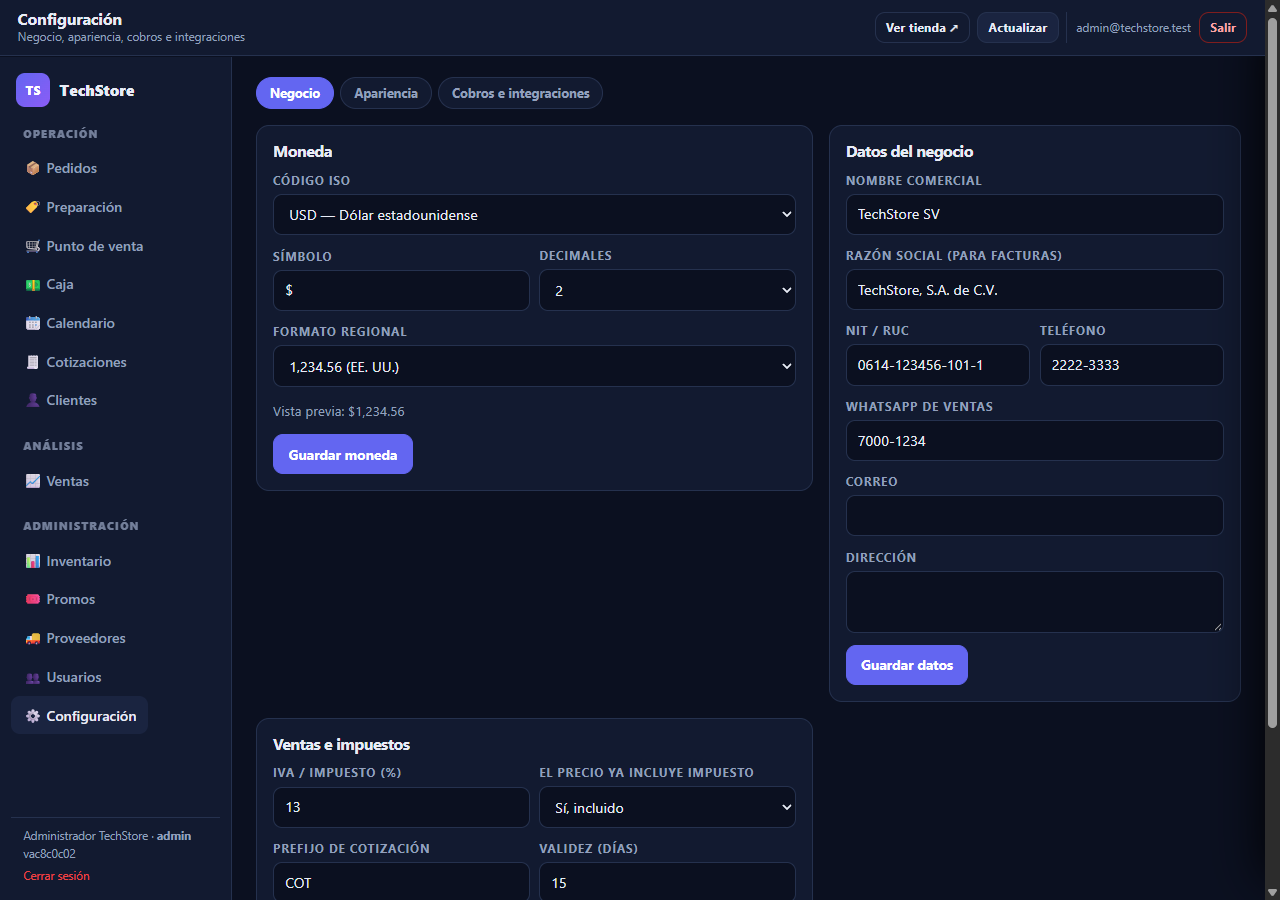 Configuración
Negocio, apariencia, cobros e integraciones
Ver tienda ↗
Actualizar
admin@techstore.test
Salir
TS
TechStore
OPERACIÓN
Pedidos
Preparación
Punto de venta
Caja
Calendario
Cotizaciones
Clientes
ANÁLISIS
Ventas
ADMINISTRACIÓN
Inventario
Promos
Proveedores
Usuarios
Configuración
Administrador TechStore · admin
vac8c0c02
Cerrar sesión
Negocio
Apariencia
Cobros e integraciones
Moneda
CÓDIGO ISO
USD — Dólar estadounidense
SÍMBOLO
DECIMALES
$
2
FORMATO REGIONAL
1,234.56 (EE. UU.)
Vista previa: $1,234.56
Guardar moneda
Datos del negocio
NOMBRE COMERCIAL
TechStore SV
RAZÓN SOCIAL (PARA FACTURAS)
TechStore, S.A. de C.V.
NIT / RUC
TELÉFONO
0614-123456-101-1
2222-3333
WHATSAPP DE VENTAS
7000-1234
CORREO
DIRECCIÓN
Guardar datos
Ventas e impuestos
IVA / IMPUESTO (%)
EL PRECIO YA INCLUYE IMPUESTO
13
Sí, incluido
PREFIJO DE COTIZACIÓN
VALIDEZ (DÍAS)
COT
15